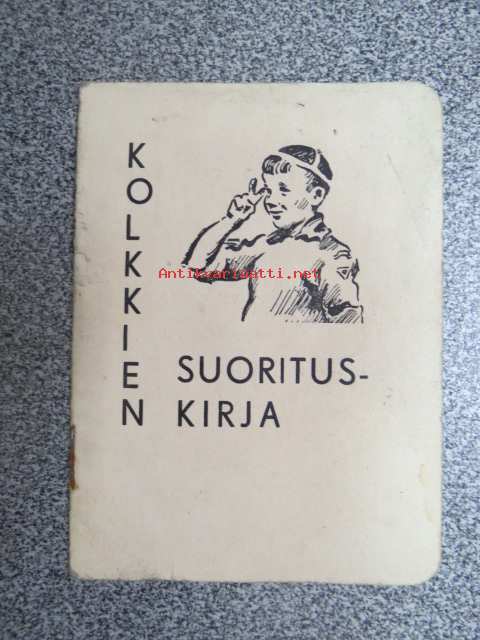 KOLKKIEN
SUORITUS-
KIRJA
Antikvariaatti.net